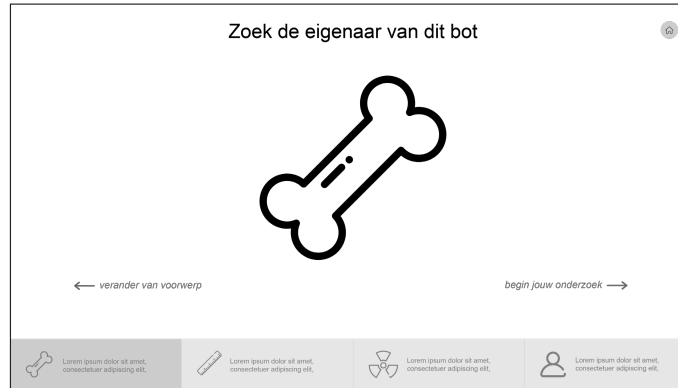 Zoek de eigenaar van dit bot
verander van voorwerp
begin jouw onderzoek
Lorem ipsum dolor sit amet,
consectetuer adipiscing elit,
Lorem ipsum dolor sit amet,
consectetuer adipiscing elit,
Lorem ipsum dolor sit amet,
consectetuer adipiscing elit,
Lorem ipsum dolor sit amet,
consectetuer adipiscing elit,